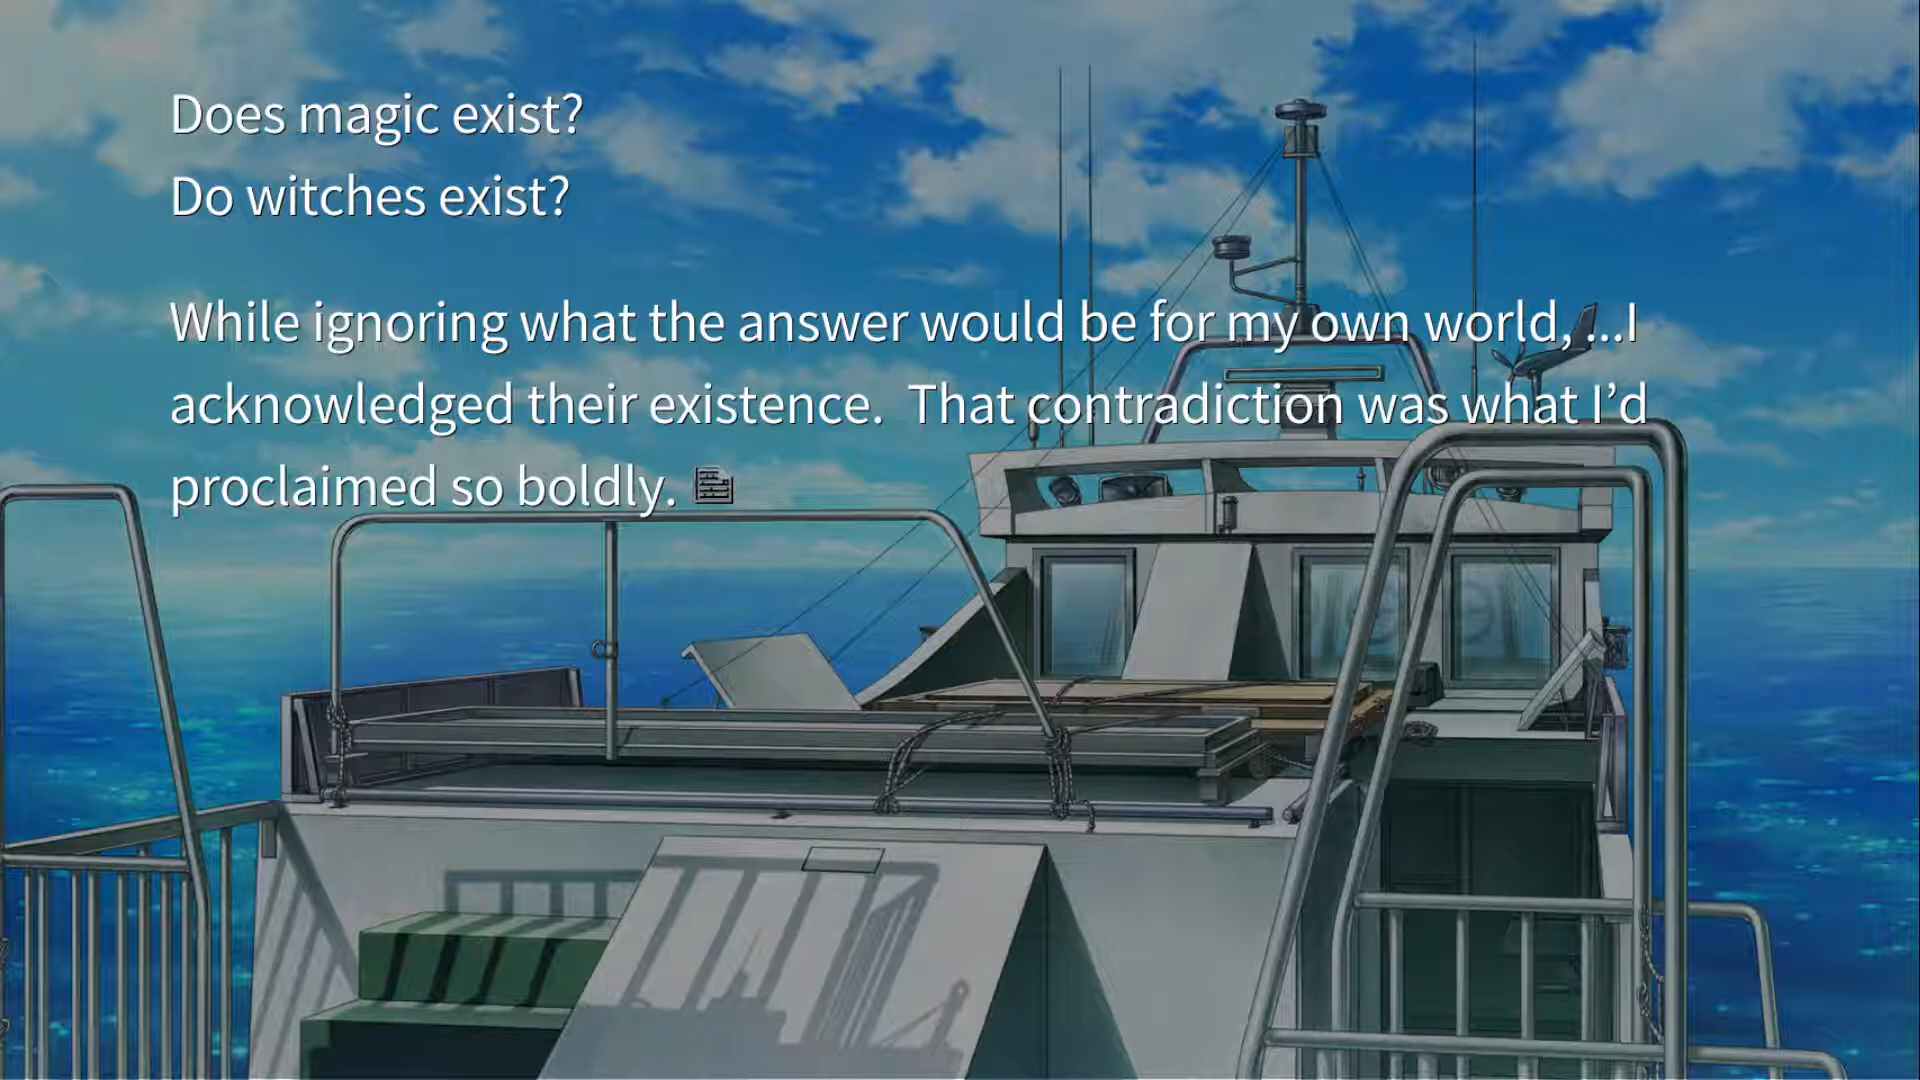 Does magic exist?
Do witches exist?
While ignoring what the answer would be for my own world, ...I
acknowledged their existence.  That contradiction was what I’d
proclaimed so boldly.